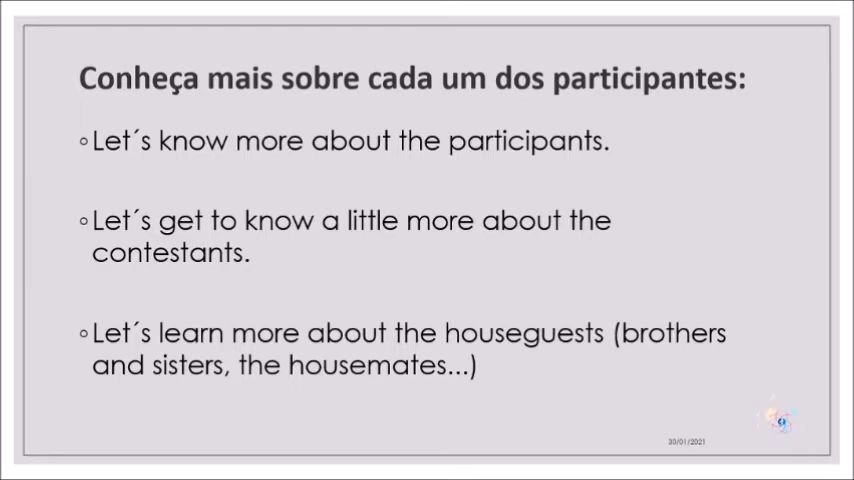 Conheça mais sobre cada um dos participantes:
Let´s know more about the participants.
Let´s get to know a little more about the
contestants.
Let´s learn more about the houseguests (brothers
and sisters, the housemates...)
30/01/2021